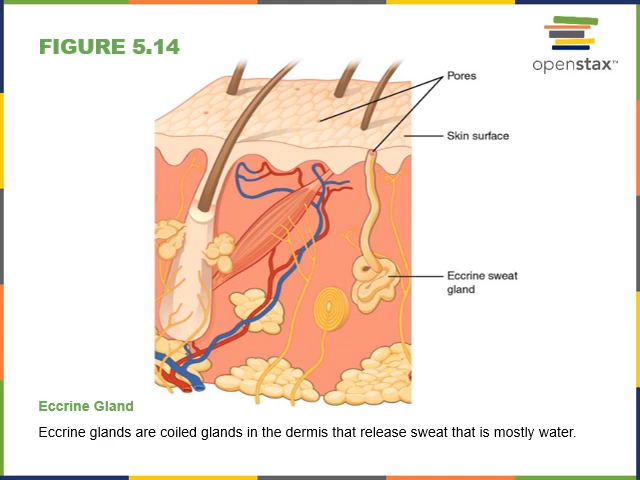 FIGURE 5.14
openstax™
Pores
Skin surface
Eccrine sweat
gland
Eccrine Gland
Eccrine glands are coiled glands in the dermis that release sweat that is mostly water.